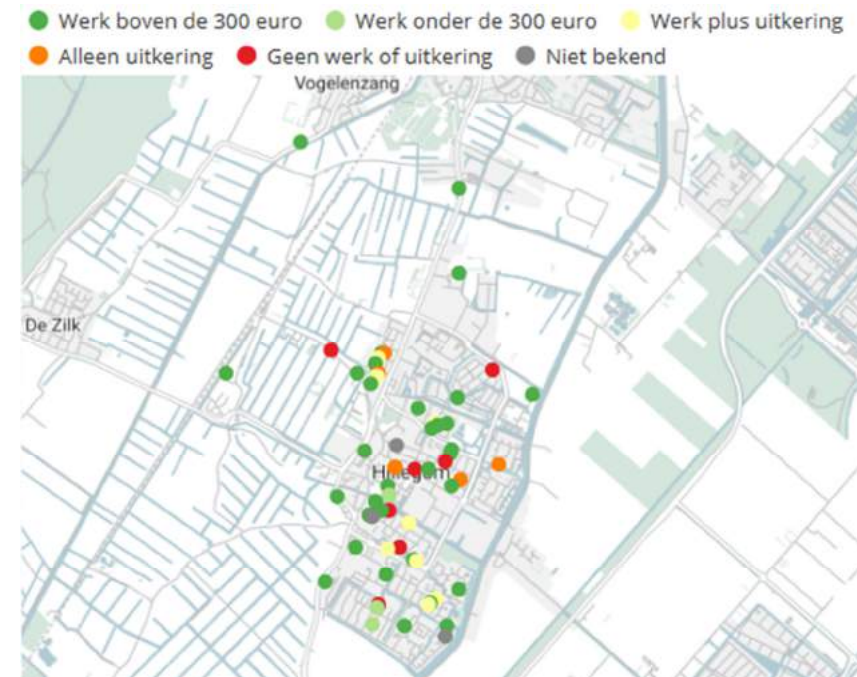 Werk boven de 300 euro Werk onder de 300 euro Werk plus uitkering
Alleen uitkering Geen werk of uitkering Niet bekend
Vogelenzang
De Zilk
Hillegom